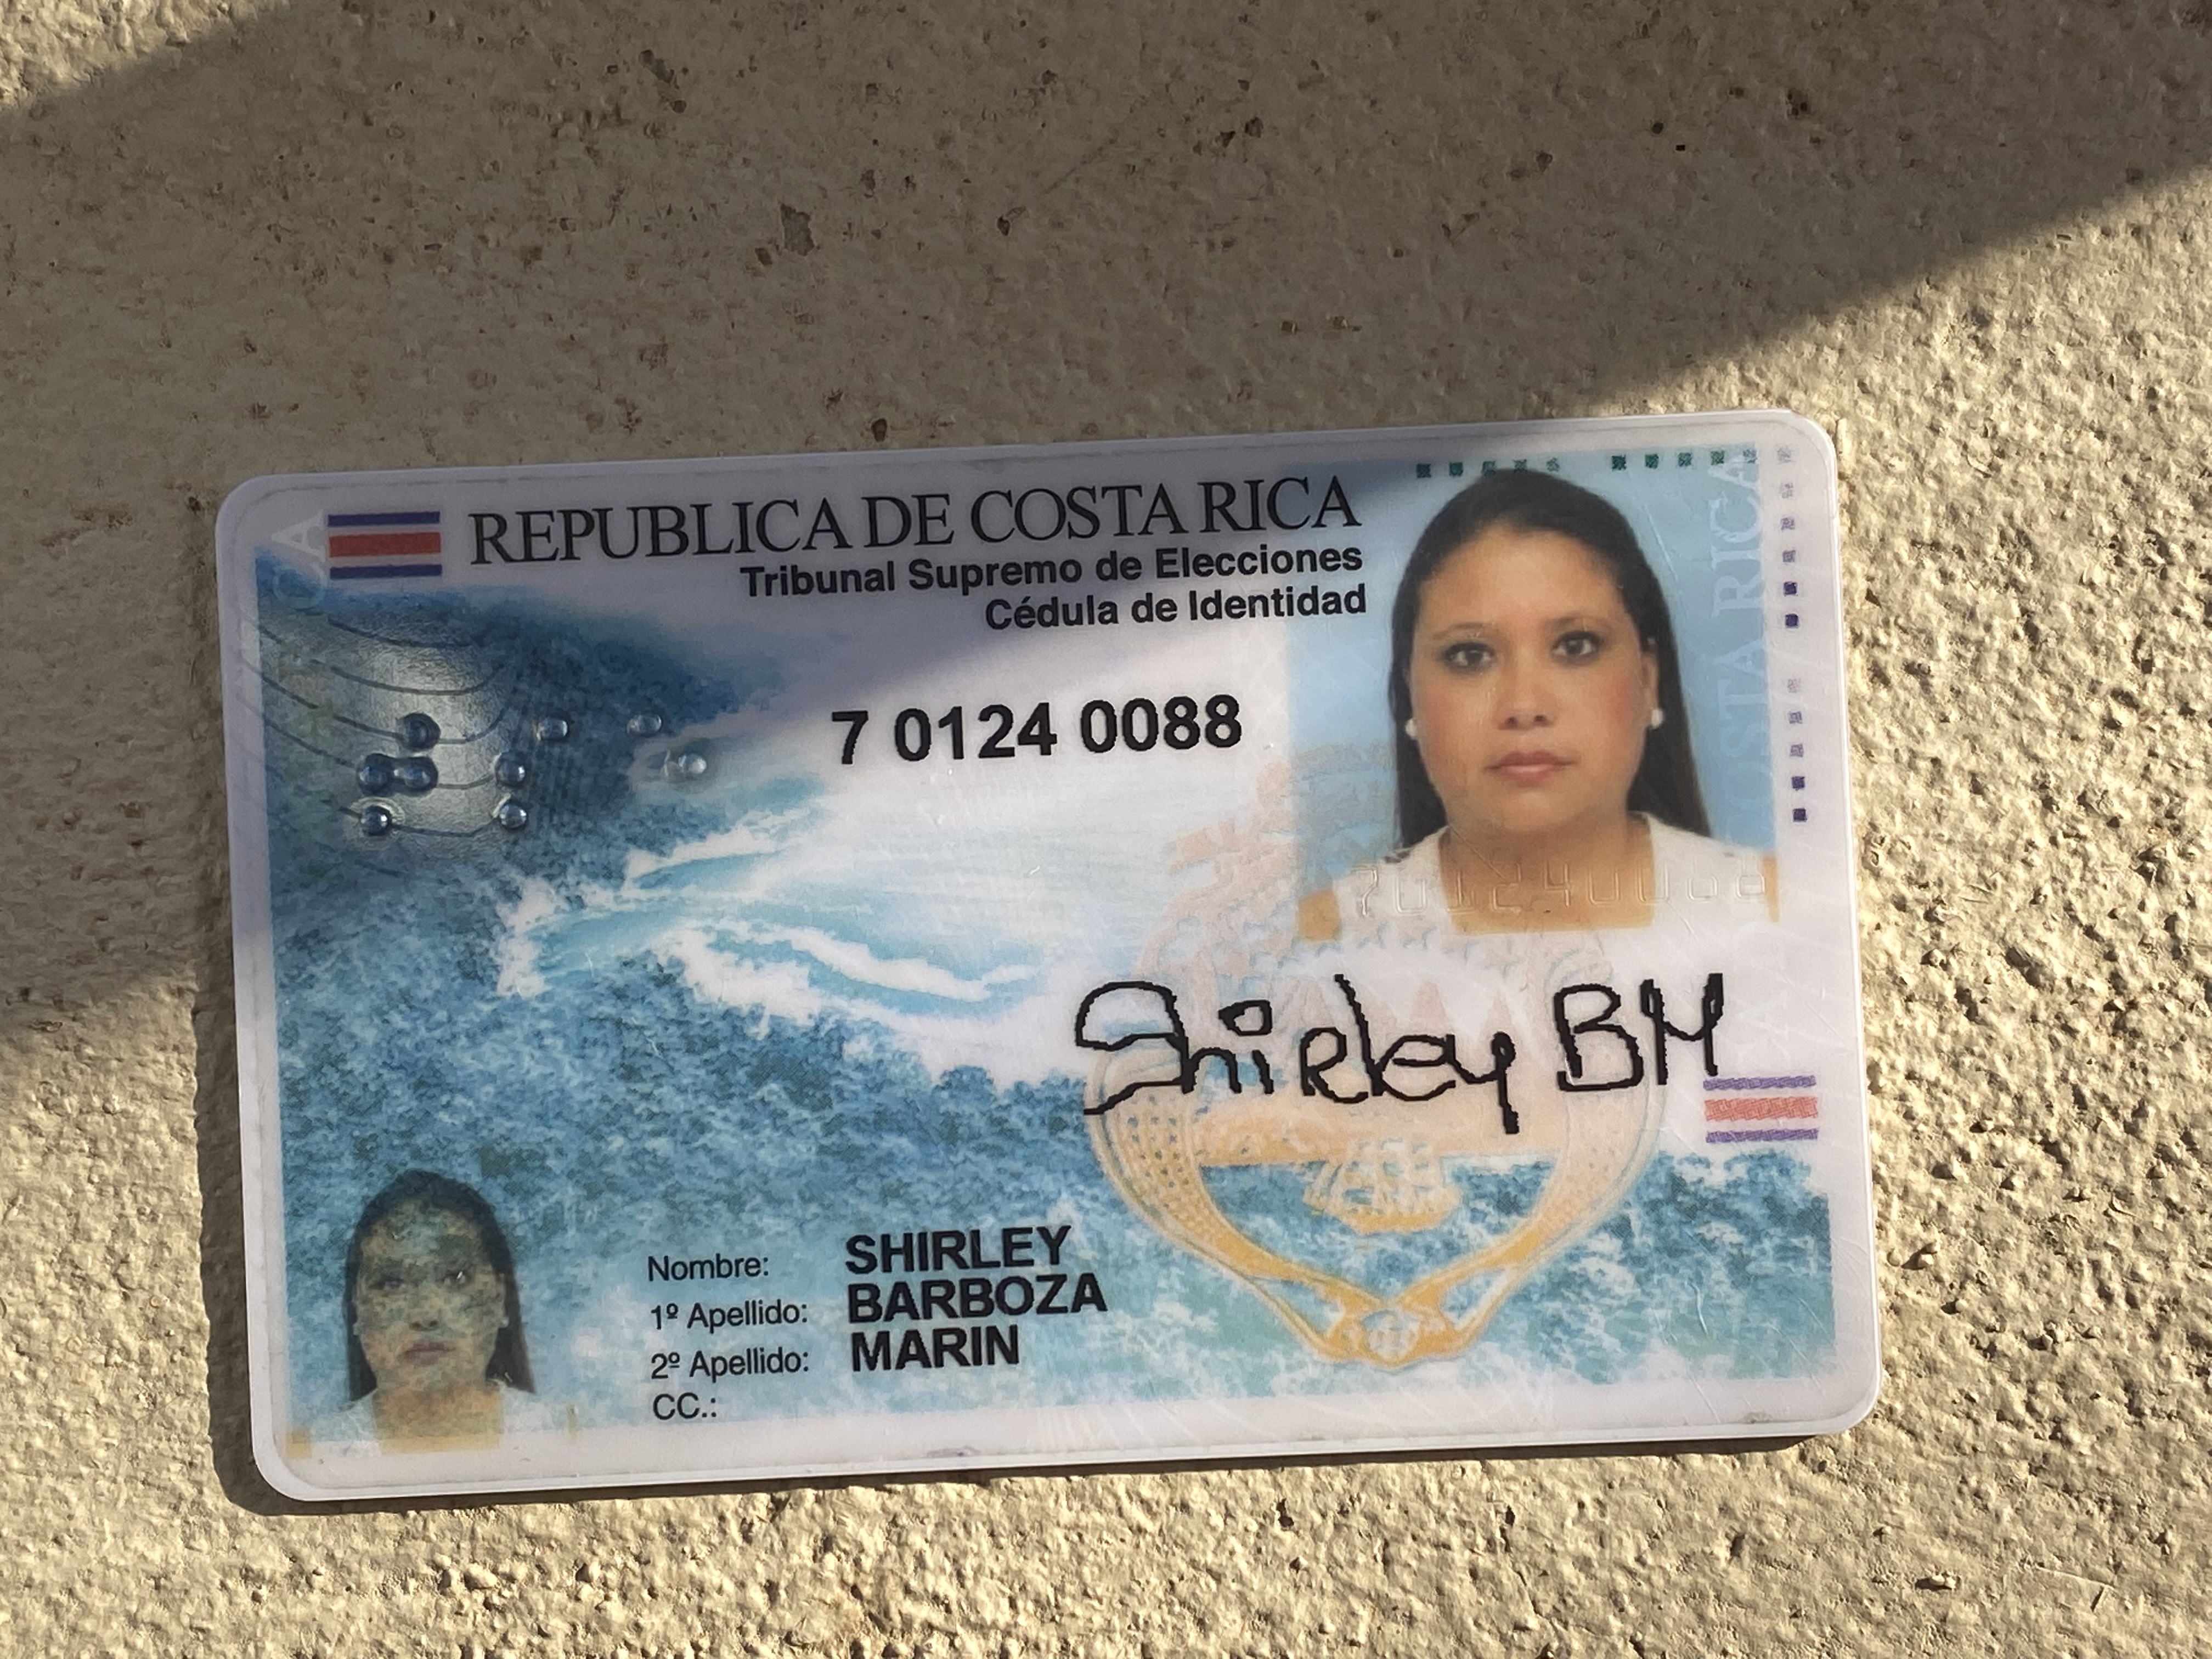 REPUBLICA DE COSTA RICA
Tribunal Supremo de Elecciones
Cédula de Identidad
7 0124 0088
Shirley BM
Nombre: SHIRLEY
1º Apellido: BARBOZA
2º Apellido: MARIN
CC.:
COSTA RICA